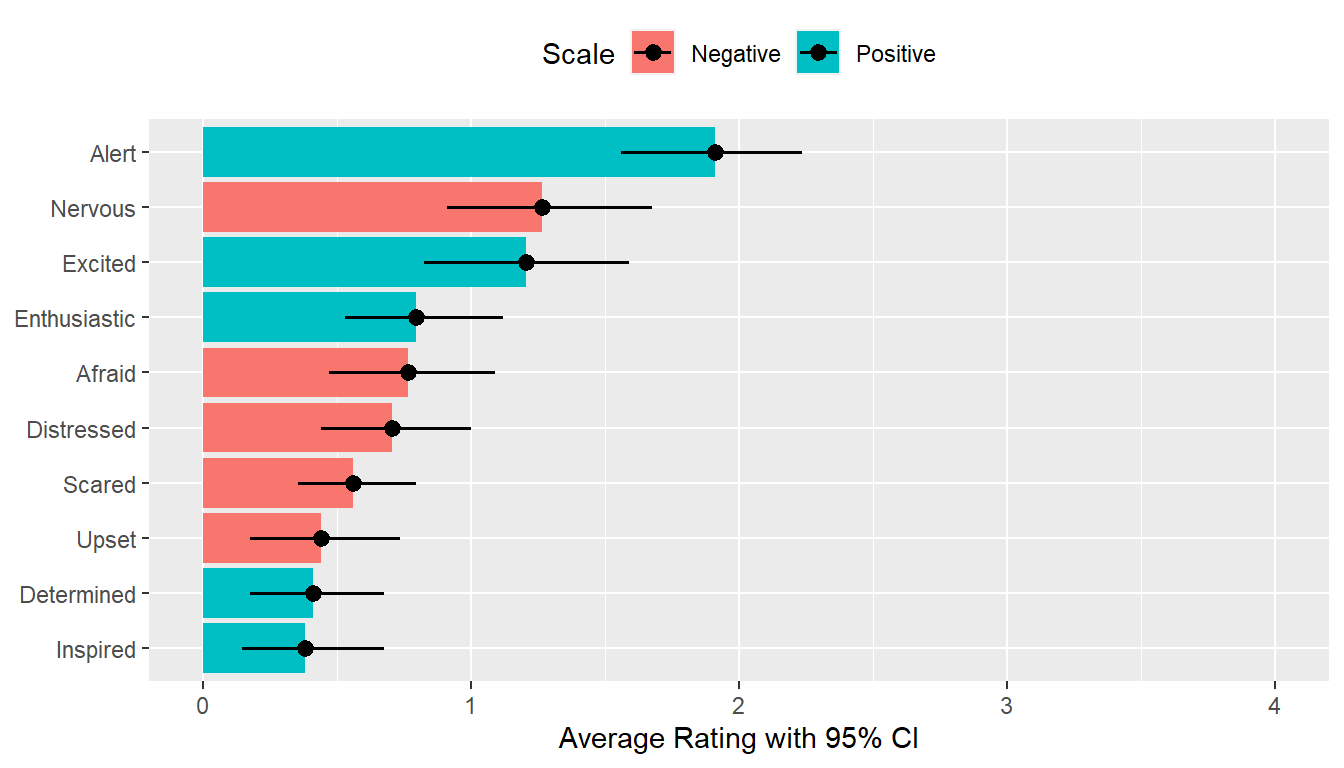 Scale Negative Positive
Alert
Nervous
Excited
Enthusiastic
Afraid
Distressed
Scared
Upset
Determined
Inspired
0 1 2 3 4
Average Rating with 95% CI